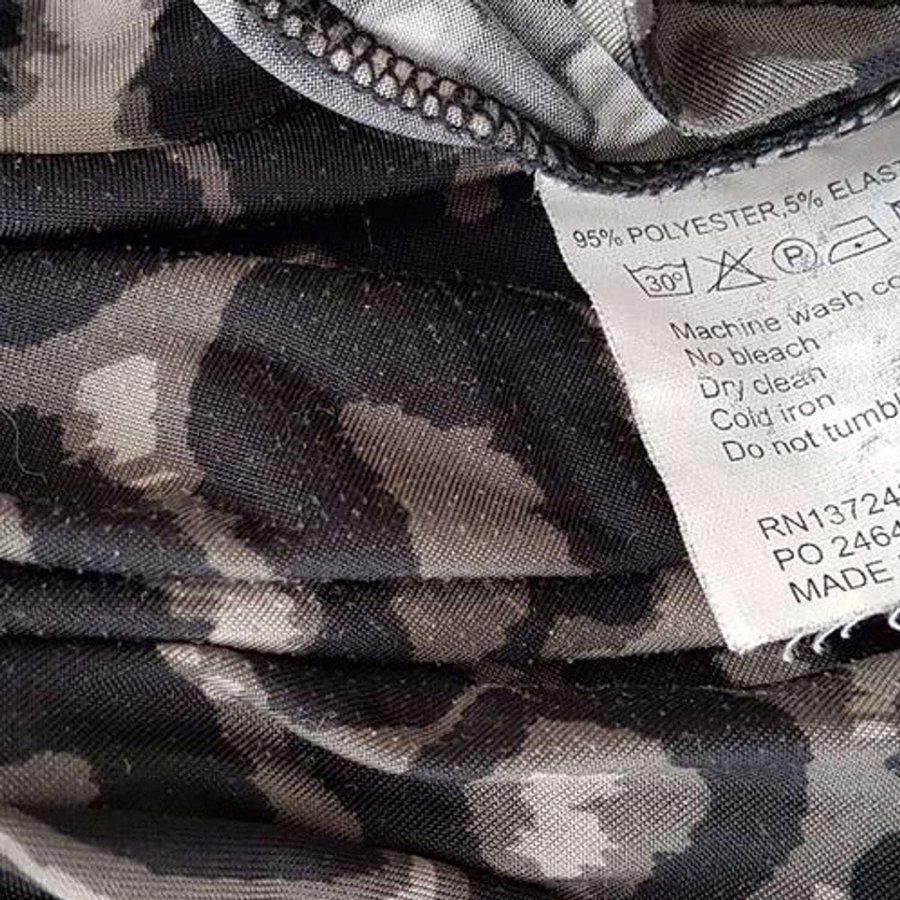 95% POLYESTER,5% ELAS
30°
P
Machine wash co
No bleach
Dry clean
Cold iron
Do not tumbl
RN13724
PO 2464
MADE